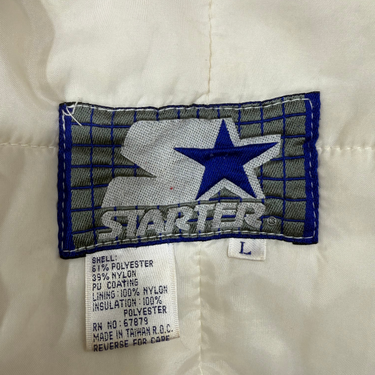 STARTER®
L
SHELL:
61% POLYESTER
39% NYLON
PU COATING
LINING:100% NYLON
INSULATION:100%
POLYESTER
RN NO:67879
MADE IN TAIWAN R.O.C.
REVERSE FOR CARE